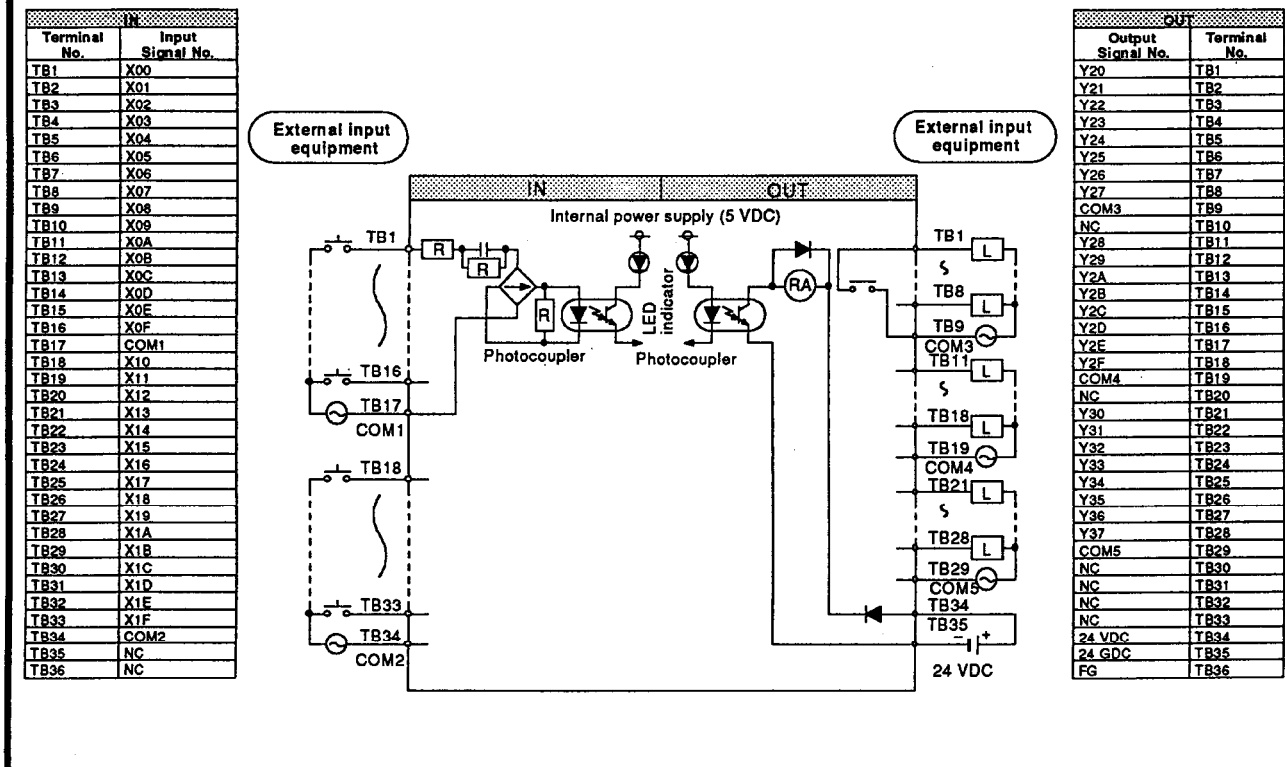 IN
Terminal No. Input Signal No.
TB1 X00
TB2 X01
TB3 X02
TB4 X03
TB5 X04
TB6 X05
TB7 X06
TB8 X07
TB9 X08
TB10 X09
TB11 X0A
TB12 X0B
TB13 X0C
TB14 X0D
TB15 X0E
TB16 X0F
TB17 COM1
TB18 X10
TB19 X11
TB20 X12
TB21 X13
TB22 X14
TB23 X15
TB24 X16
TB25 X17
TB26 X18
TB27 X19
TB28 X1A
TB29 X1B
TB30 X1C
TB31 X1D
TB32 X1E
TB33 X1F
TB34 COM2
TB35 NC
TB36 NC
External input
equipment
IN OUT
Internal power supply (5 VDC)
TB1
R
R
R
Photocoupler
LED
indicator
Photocoupler
RA
TB16
TB17
COM1
TB18
TB33
TB34
COM2
External input
equipment
TB1
L
TB8
L
TB9
COM3
TB11
L
TB18
L
TB19
COM4
TB21
L
TB28
L
TB29
COM5
TB34
TB35
− +
24 VDC
OUT
Output Signal No. Terminal No.
Y20 TB1
Y21 TB2
Y22 TB3
Y23 TB4
Y24 TB5
Y25 TB6
Y26 TB7
Y27 TB8
COM3 TB9
NC TB10
Y28 TB11
Y29 TB12
Y2A TB13
Y2B TB14
Y2C TB15
Y2D TB16
Y2E TB17
Y2F TB18
COM4 TB19
NC TB20
Y30 TB21
Y31 TB22
Y32 TB23
Y33 TB24
Y34 TB25
Y35 TB26
Y36 TB27
Y37 TB28
COM5 TB29
NC TB30
NC TB31
NC TB32
NC TB33
24 VDC TB34
24 GDC TB35
FG TB36